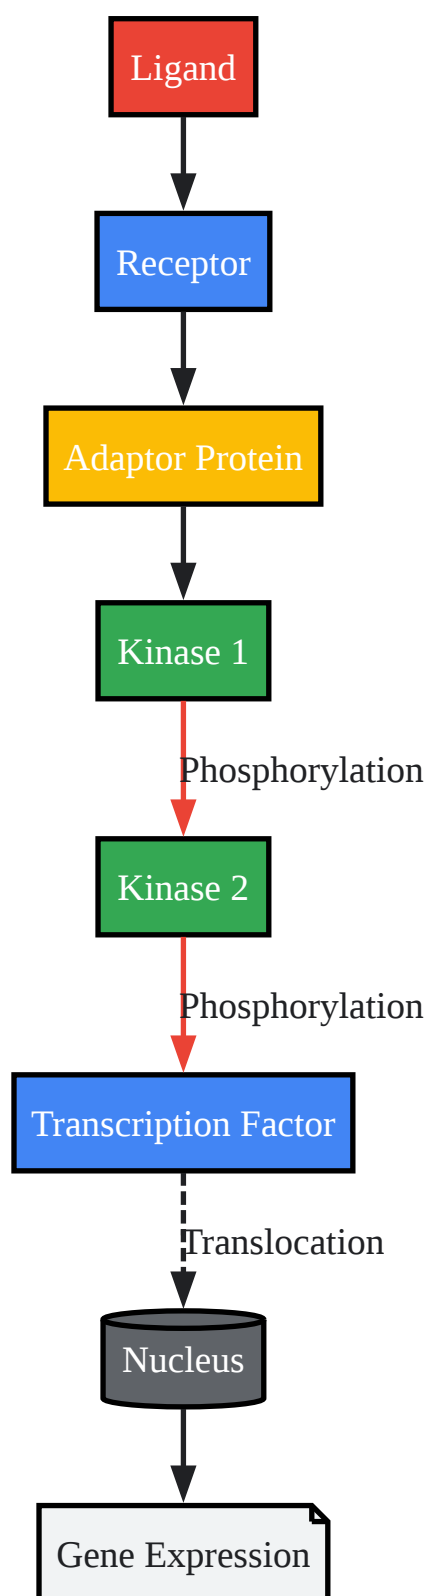 Ligand
Receptor
Adaptor Protein
Kinase 1
Phosphorylation
Kinase 2
Phosphorylation
Transcription Factor
Translocation
Nucleus
Gene Expression